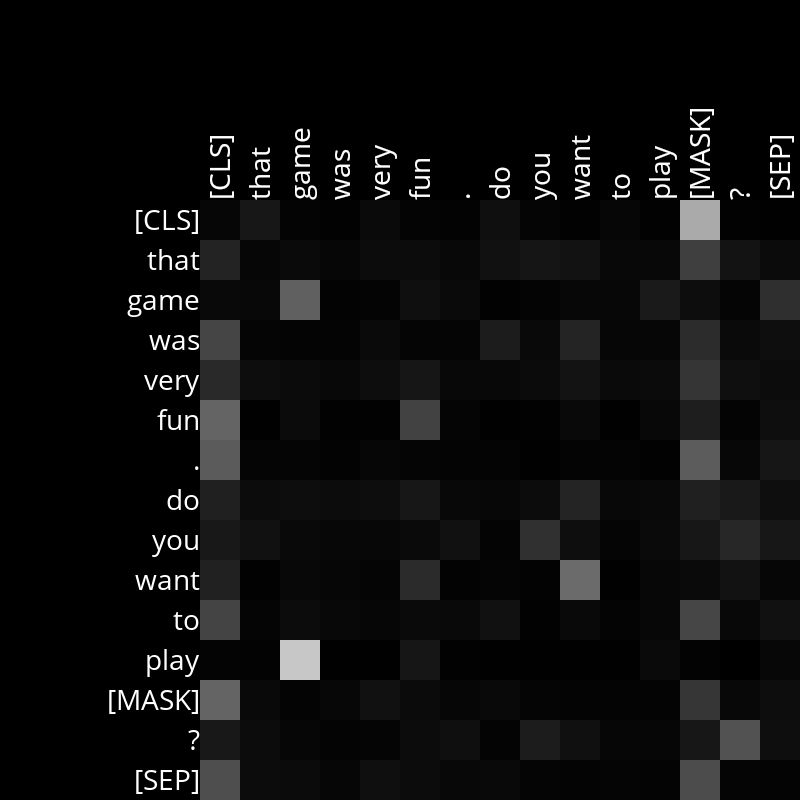 [CLS] that game was very fun . do you want to play [MASK] ? [SEP]
[CLS]
that
game
was
very
fun
.
do
you
want
to
play
[MASK]
?
[SEP]